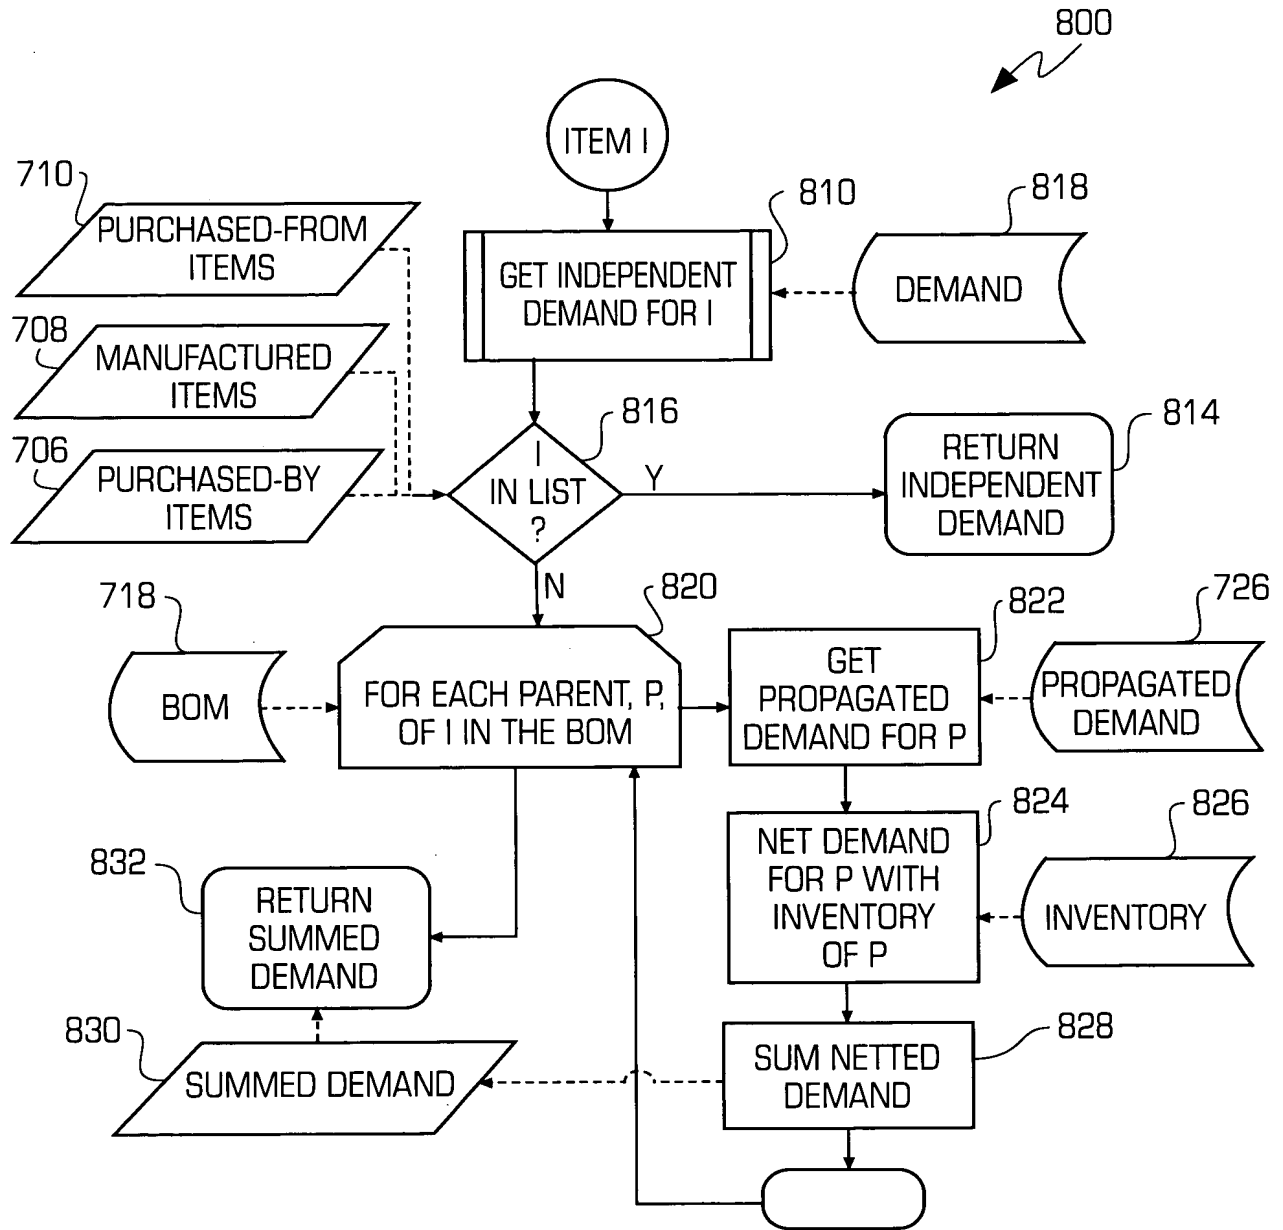 800
ITEM I
710
PURCHASED-FROM
ITEMS
810
GET INDEPENDENT
DEMAND FOR I
818
DEMAND
708
MANUFACTURED
ITEMS
706
PURCHASED-BY
ITEMS
816
I
IN LIST
?
Y
N
814
RETURN
INDEPENDENT
DEMAND
718
BOM
820
FOR EACH PARENT, P,
OF I IN THE BOM
822
GET
PROPAGATED
DEMAND FOR P
726
PROPAGATED
DEMAND
824
NET DEMAND
FOR P WITH
INVENTORY
OF P
826
INVENTORY
832
RETURN
SUMMED
DEMAND
830
SUMMED DEMAND
828
SUM NETTED
DEMAND